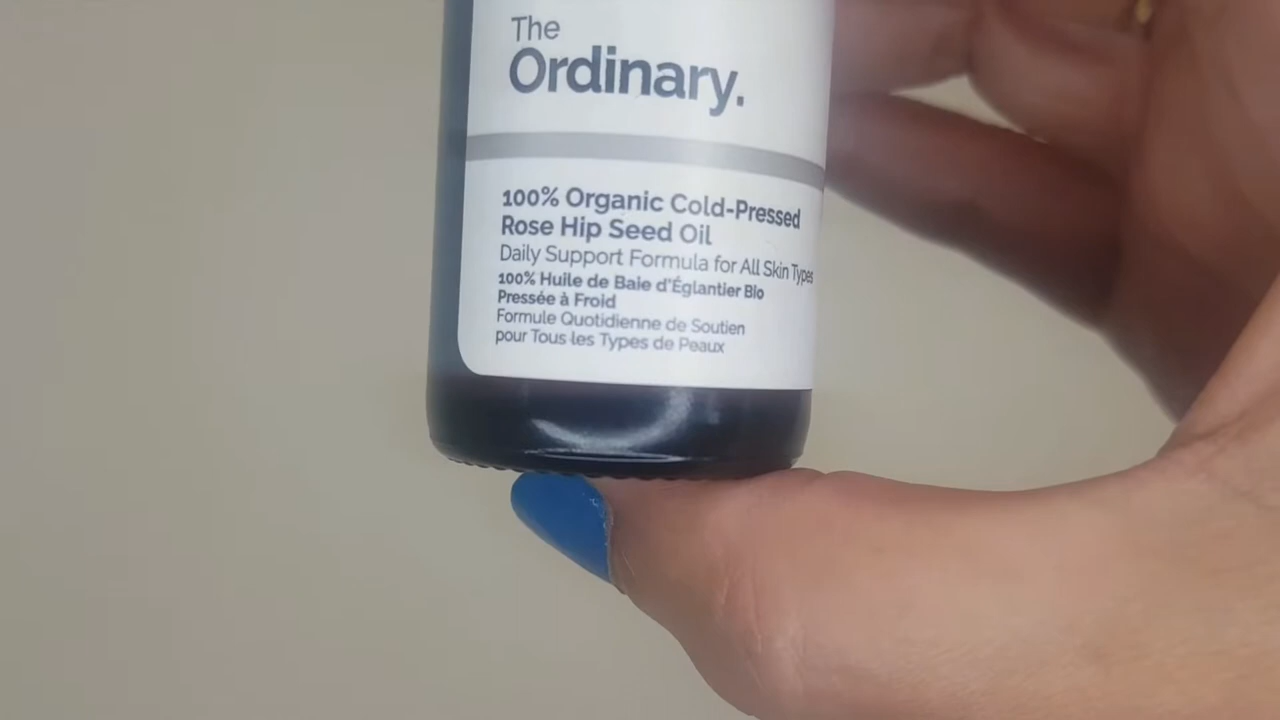 The
Ordinary.
100% Organic Cold-Pressed
Rose Hip Seed Oil
Daily Support Formula for All Skin Types
100% Huile de Baie d'Églantier Bio
Pressée à Froid
Formule Quotidienne de Soutien
pour Tous les Types de Peaux